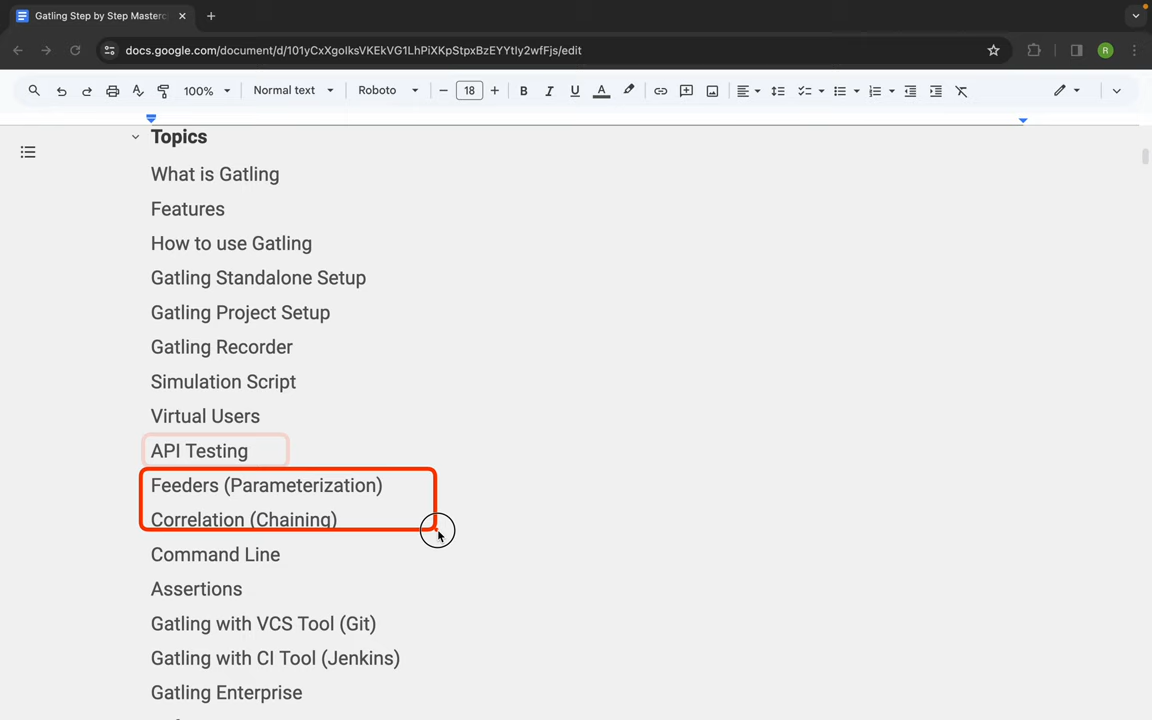 Gatling Step by Step Masterc
docs.google.com/document/d/101yCxXgolksVKEkVG1LhPiXKpStpxBzEYYtIy2wfFjs/edit
R
100%
Normal text
Roboto
18
B I U A
Topics
What is Gatling
Features
How to use Gatling
Gatling Standalone Setup
Gatling Project Setup
Gatling Recorder
Simulation Script
Virtual Users
API Testing
Feeders (Parameterization)
Correlation (Chaining)
Command Line
Assertions
Gatling with VCS Tool (Git)
Gatling with CI Tool (Jenkins)
Gatling Enterprise